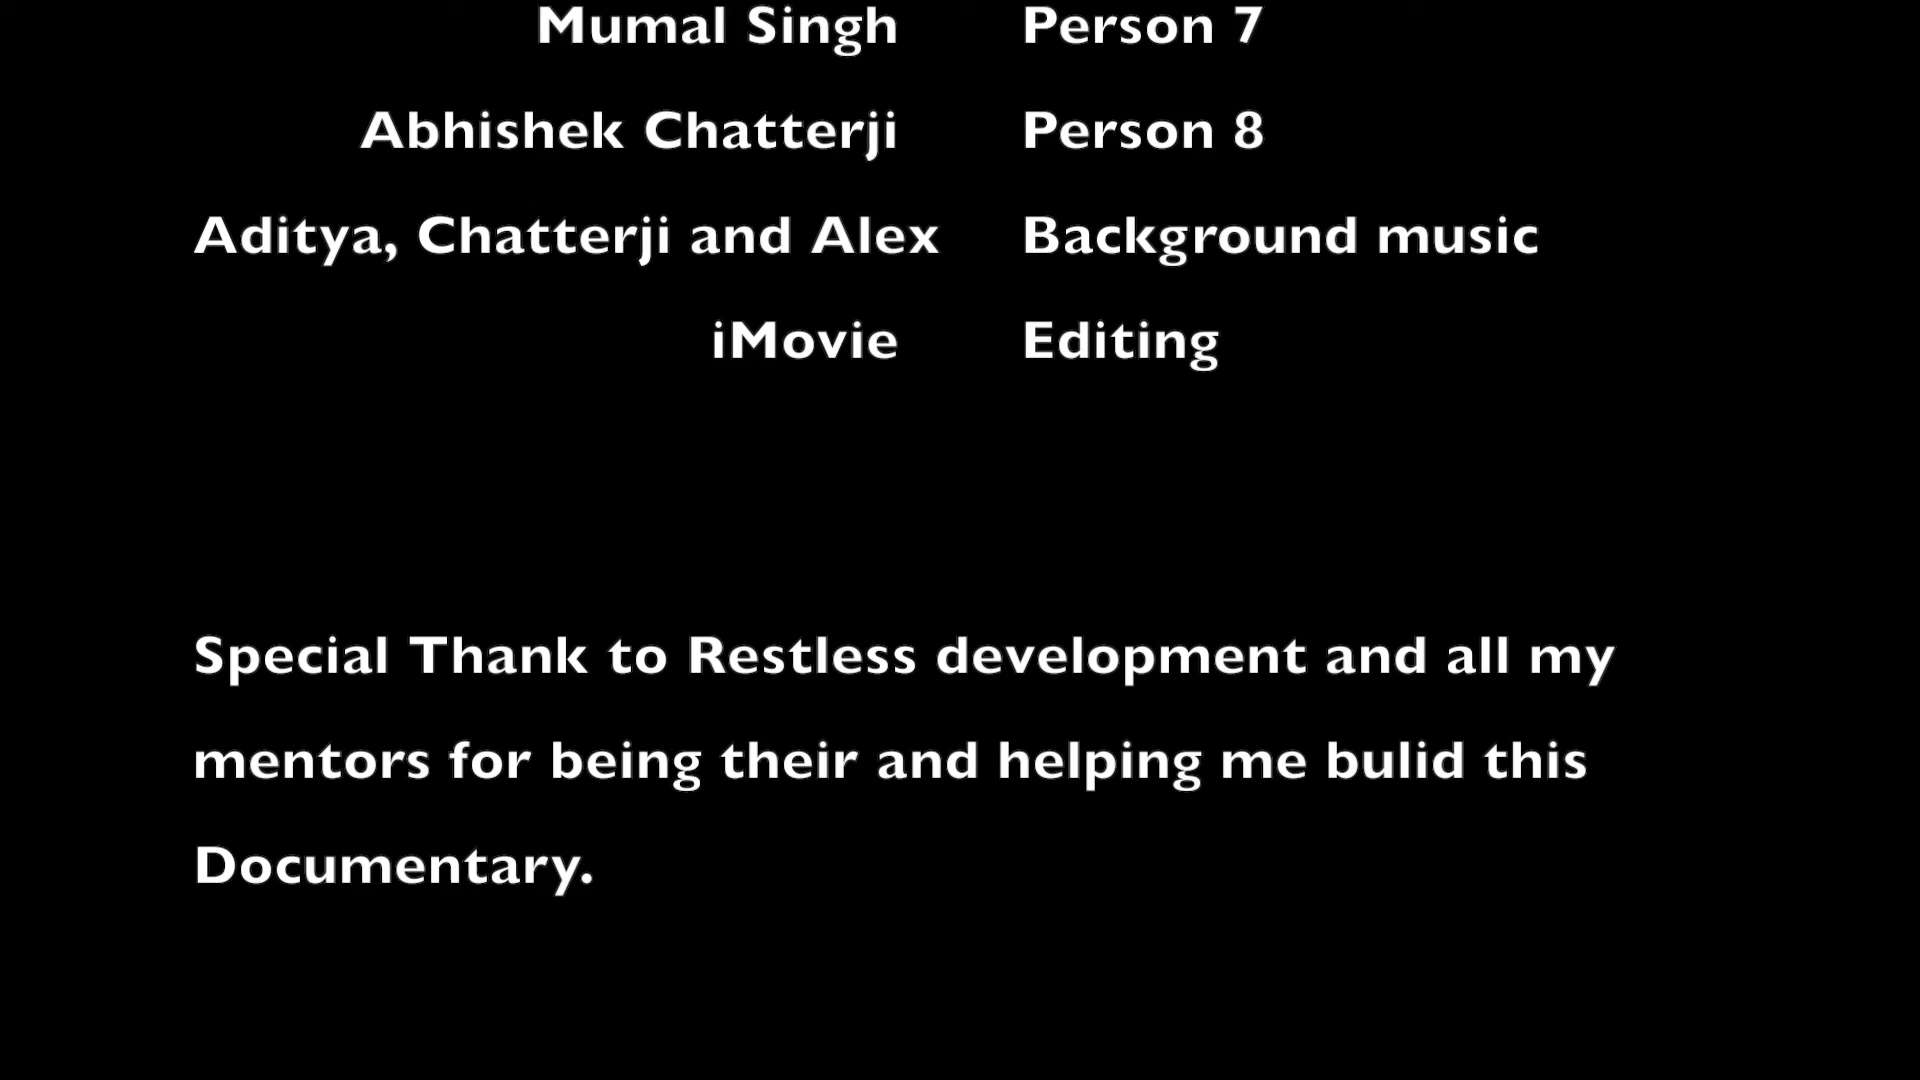 Mumal Singh Person 7
Abhishek Chatterji Person 8
Aditya, Chatterji and Alex Background music
iMovie Editing
Special Thank to Restless development and all my
mentors for being their and helping me bulid this
Documentary.